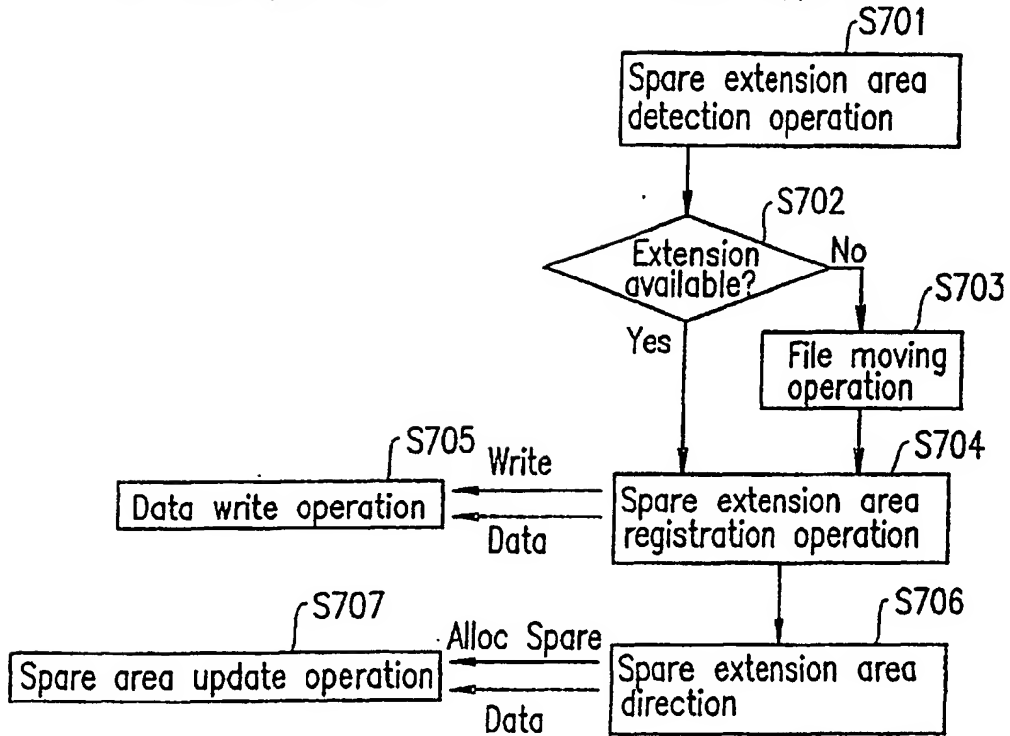 S701
Spare extension area
detection operation
S702
Extension
available?
No
Yes
S703
File moving
operation
S704
Spare extension area
registration operation
Write
Data
S705
Data write operation
S706
Spare extension area
direction
Alloc Spare
Data
S707
Spare area update operation